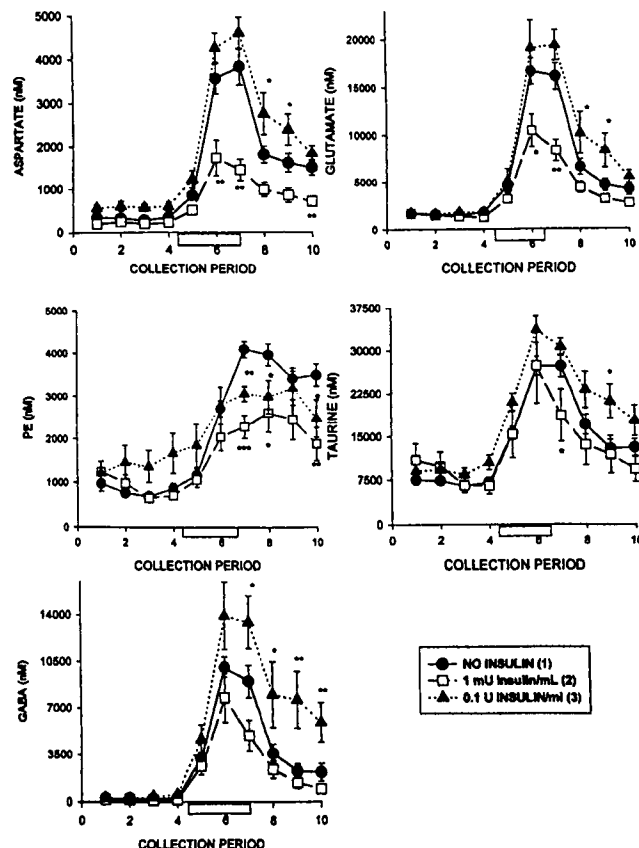 5000
4000
3000
2000
1000
0
ASPARTATE (nM)
0 2 4 6 8 10
COLLECTION PERIOD
20000
15000
10000
5000
0
GLUTAMATE (nM)
0 2 4 6 8 10
COLLECTION PERIOD
5000
4000
3000
2000
1000
0
PE (nM)
0 2 4 6 8 10
COLLECTION PERIOD
37500
30000
22500
15000
7500
0
TAURINE (nM)
0 2 4 6 8 10
COLLECTION PERIOD
14000
10500
7000
3500
0
GABA (nM)
0 2 4 6 8 10
COLLECTION PERIOD
NO INSULIN (1)
1 mU insulin/mL (2)
0.1 U INSULIN/ml (3)